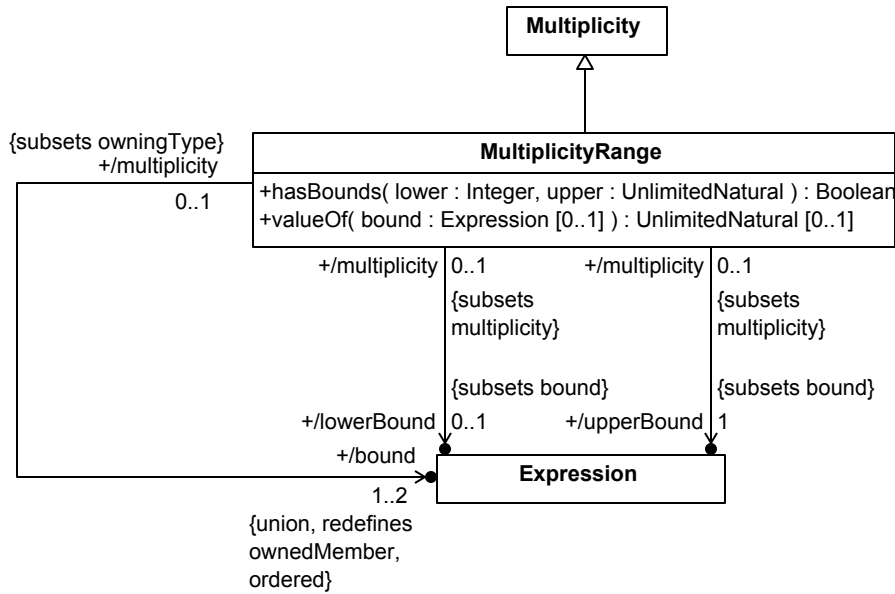 Multiplicity
{subsets owningType}
+/multiplicity
0..1
MultiplicityRange
+hasBounds( lower : Integer, upper : UnlimitedNatural ) : Boolean
+valueOf( bound : Expression [0..1] ) : UnlimitedNatural [0..1]
+/multiplicity 0..1
+/multiplicity 0..1
{subsets
multiplicity}
{subsets
multiplicity}
{subsets bound}
{subsets bound}
+/lowerBound 0..1
+/upperBound 1
+/bound
Expression
1..2
{union, redefines
ownedMember,
ordered}